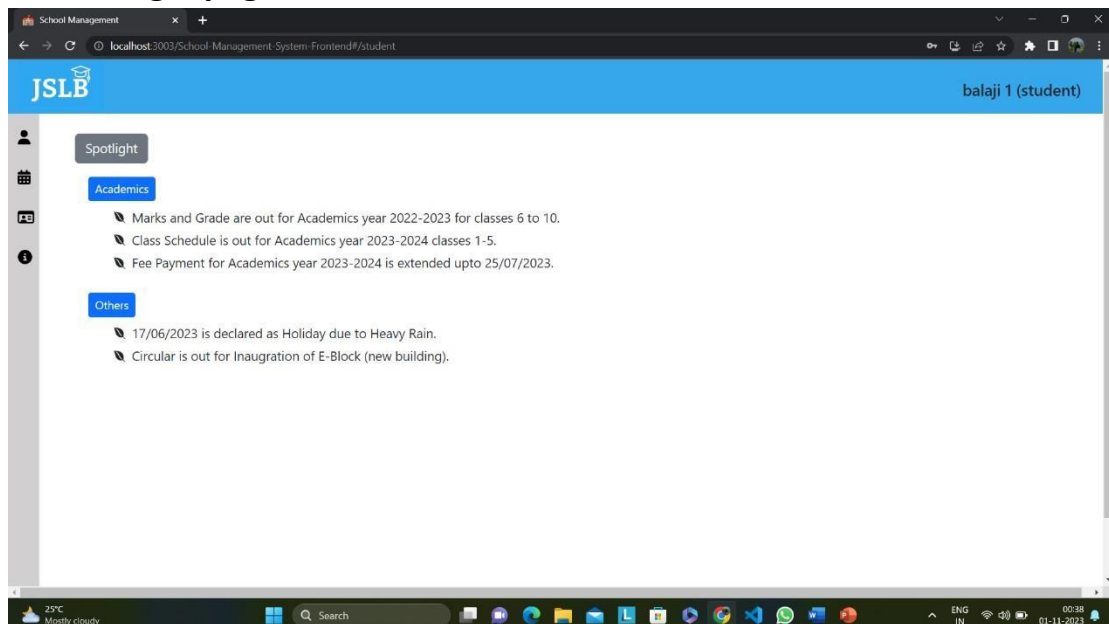 School Management
localhost:3003/School-Management-System-Frontend#/student
JSLB
balaji 1 (student)
Spotlight
Academics
Marks and Grade are out for Academics year 2022-2023 for classes 6 to 10.
Class Schedule is out for Academics year 2023-2024 classes 1-5.
Fee Payment for Academics year 2023-2024 is extended upto 25/07/2023.
Others
17/06/2023 is declared as Holiday due to Heavy Rain.
Circular is out for Inaugration of E-Block (new building).
25°C
Mostly cloudy
Search
ENG
IN
00:38
01-11-2023